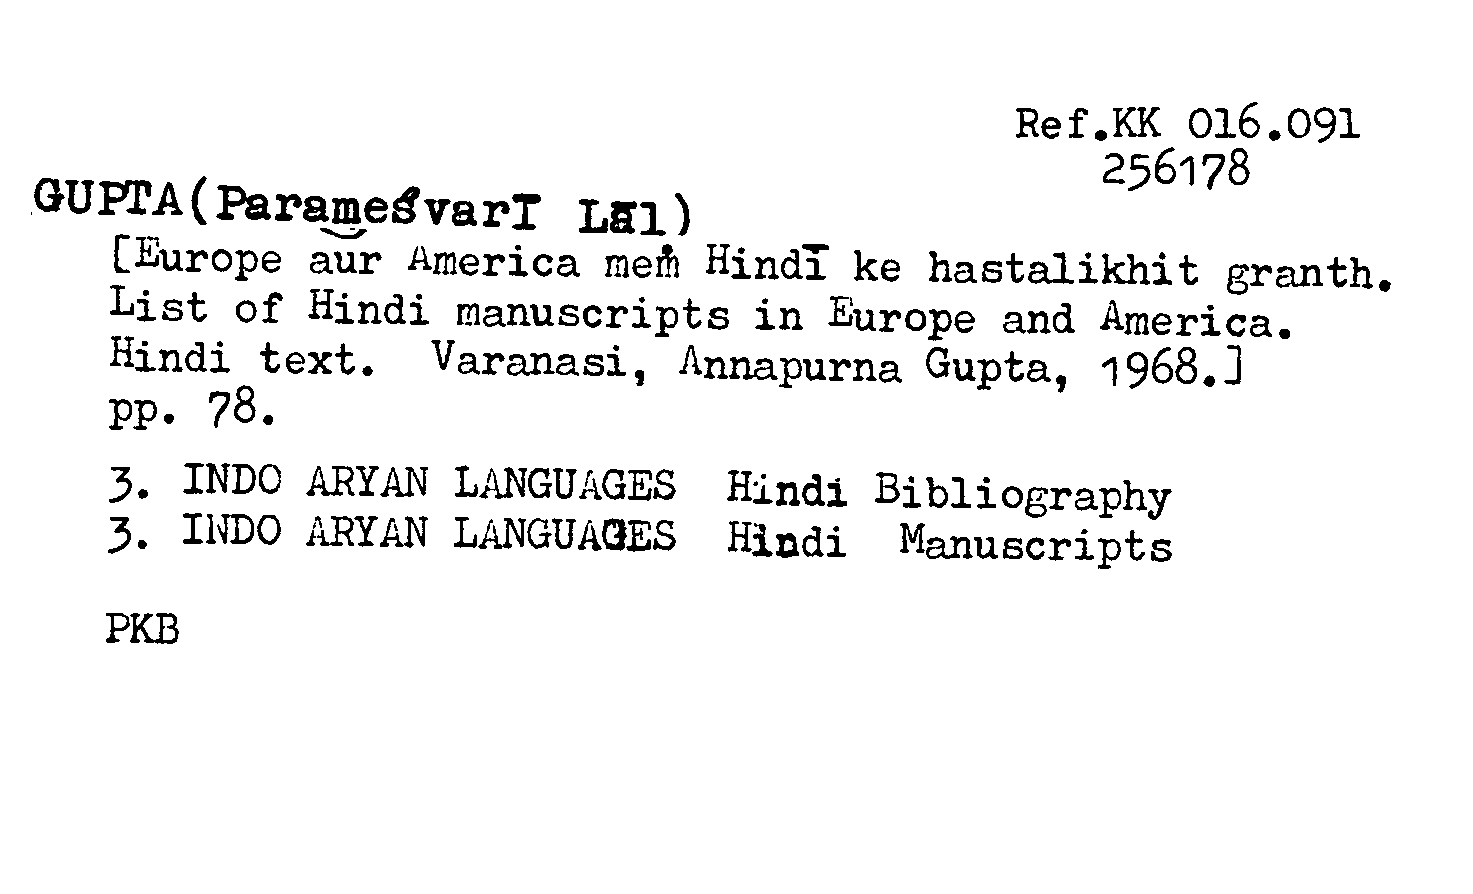 Ref.KK 016.091
256178
GUPTA(Parameśvarī Lāl)
[Europe aur America meṁ Hindī ke hastalikhit granth.
List of Hindi manuscripts in Europe and America.
Hindi text. Varanasi, Annapurna Gupta, 1968.]
pp. 78.
3. INDO ARYAN LANGUAGES Hindi Bibliography
3. INDO ARYAN LANGUAGES Hindi Manuscripts
PKB